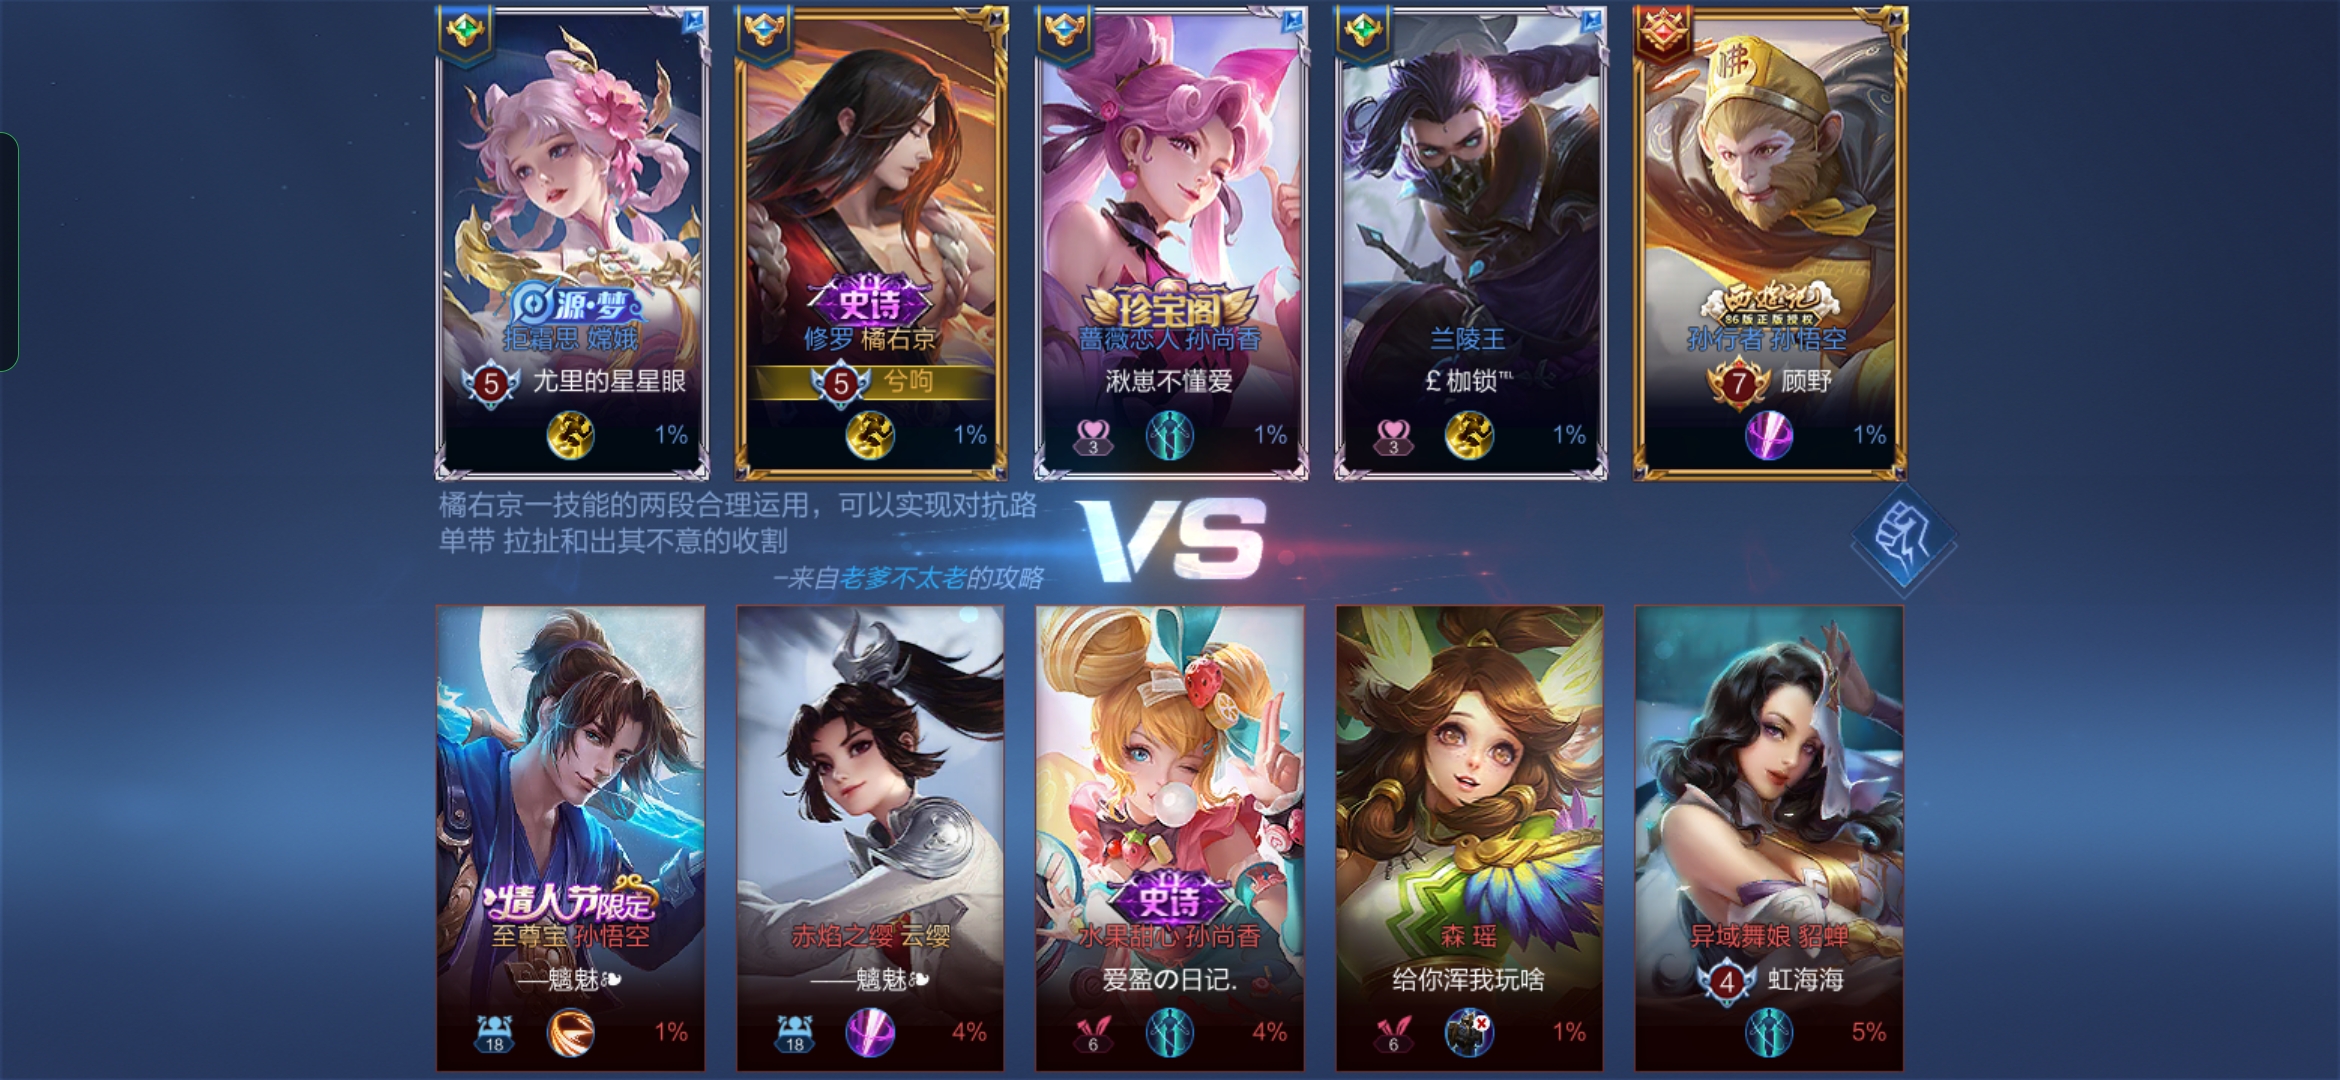 佛
源·梦
拒霜思 嫦娥
5 尤里的星星眼
1%
史诗
修罗 橘右京
5 兮呴
1%
珍宝阁
蔷薇恋人 孙尚香
湫崽不懂爱
3 1%
兰陵王
£枷锁℡
3 1%
西游记
86版正版授权
孙行者 孙悟空
7 顾野
1%
橘右京一技能的两段合理运用，可以实现对抗路
单带 拉扯和出其不意的收割
—来自老爹不太老的攻略
VS
情人节限定
至尊宝 孙悟空
—魑魅❧
18 1%
赤焰之缨 云缨
——魑魅❧
18 4%
史诗
水果甜心 孙尚香
爱盈の日记.
6 4%
森 瑶
给你浑我玩啥
6 1%
异域舞娘 貂蝉
4 虹海海
5%